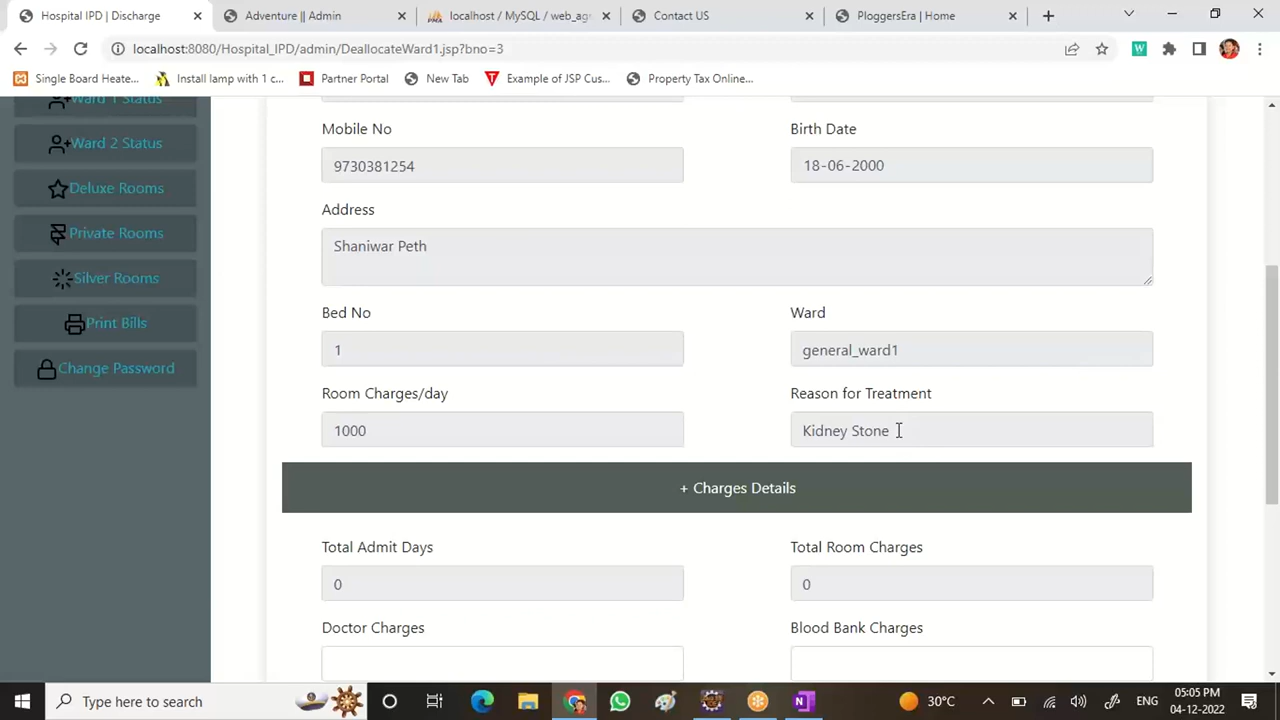 Hospital IPD | Discharge
Adventure || Admin
localhost / MySQL / web_age
Contact US
PloggersEra | Home
localhost:8080/Hospital_IPD/admin/DeallocateWard1.jsp?bno=3
Single Board Heate...
Install lamp with 1 c...
Partner Portal
New Tab
Example of JSP Cus...
Property Tax Online...
Ward 1 Status
Ward 2 Status
Deluxe Rooms
Private Rooms
Silver Rooms
Print Bills
Change Password
Mobile No
Birth Date
9730381254
18-06-2000
Address
Shaniwar Peth
Bed No
Ward
1
general_ward1
Room Charges/day
Reason for Treatment
1000
Kidney Stone
+ Charges Details
Total Admit Days
Total Room Charges
0
0
Doctor Charges
Blood Bank Charges
Type here to search
30°C
ENG
05:05 PM
04-12-2022